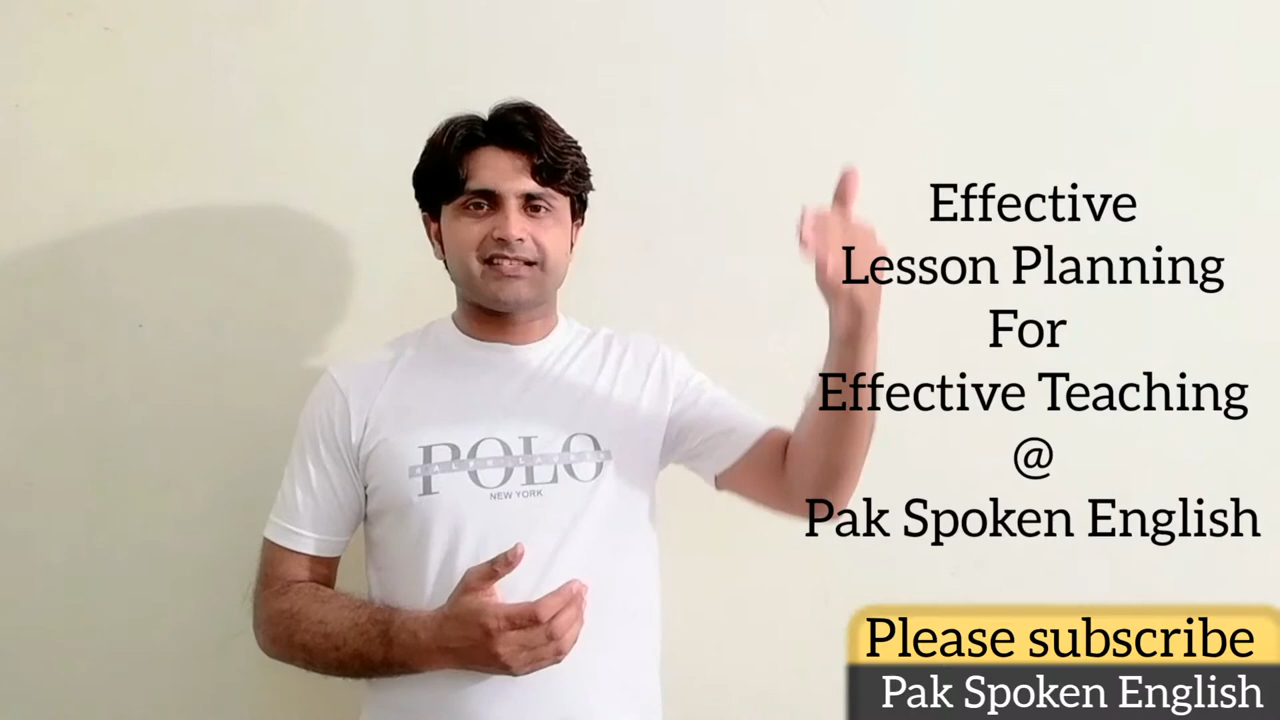 Effective
Lesson Planning
For
Effective Teaching
@
Pak Spoken English
POLO
NEW YORK
Please subscribe
Pak Spoken English